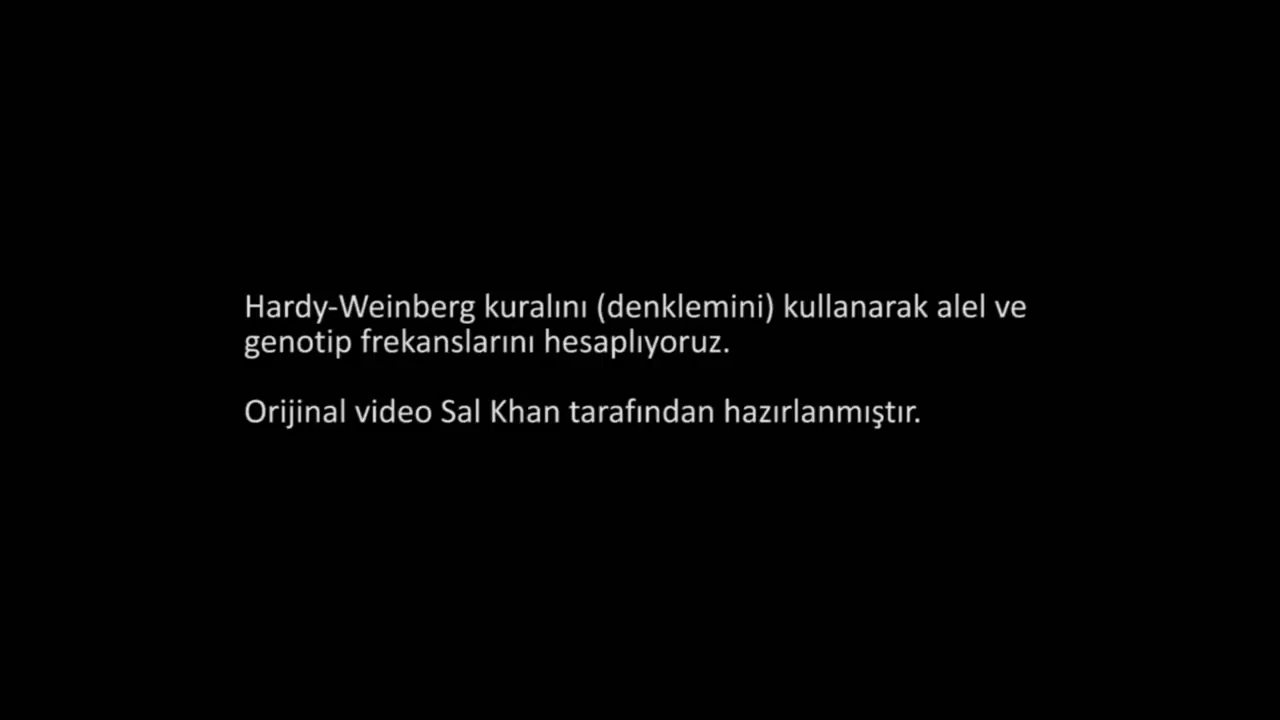 Hardy-Weinberg kuralını (denklemini) kullanarak alel ve
genotip frekanslarını hesaplıyoruz.
Orijinal video Sal Khan tarafından hazırlanmıştır.